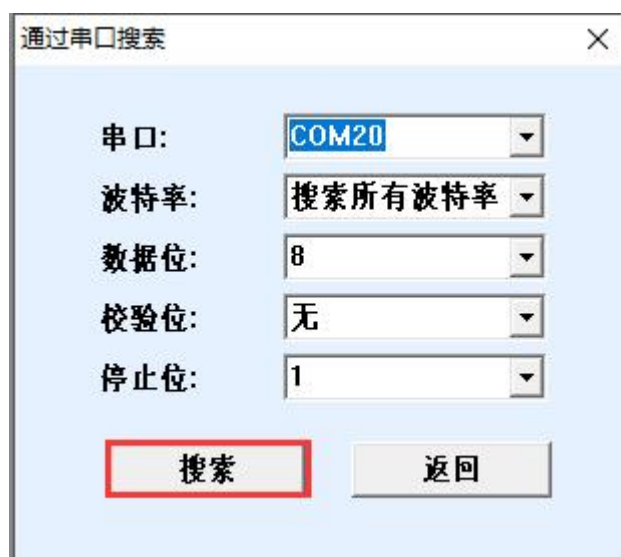 通过串口搜索
串口: COM20
波特率: 搜索所有波特率
数据位: 8
校验位: 无
停止位: 1
搜索 返回